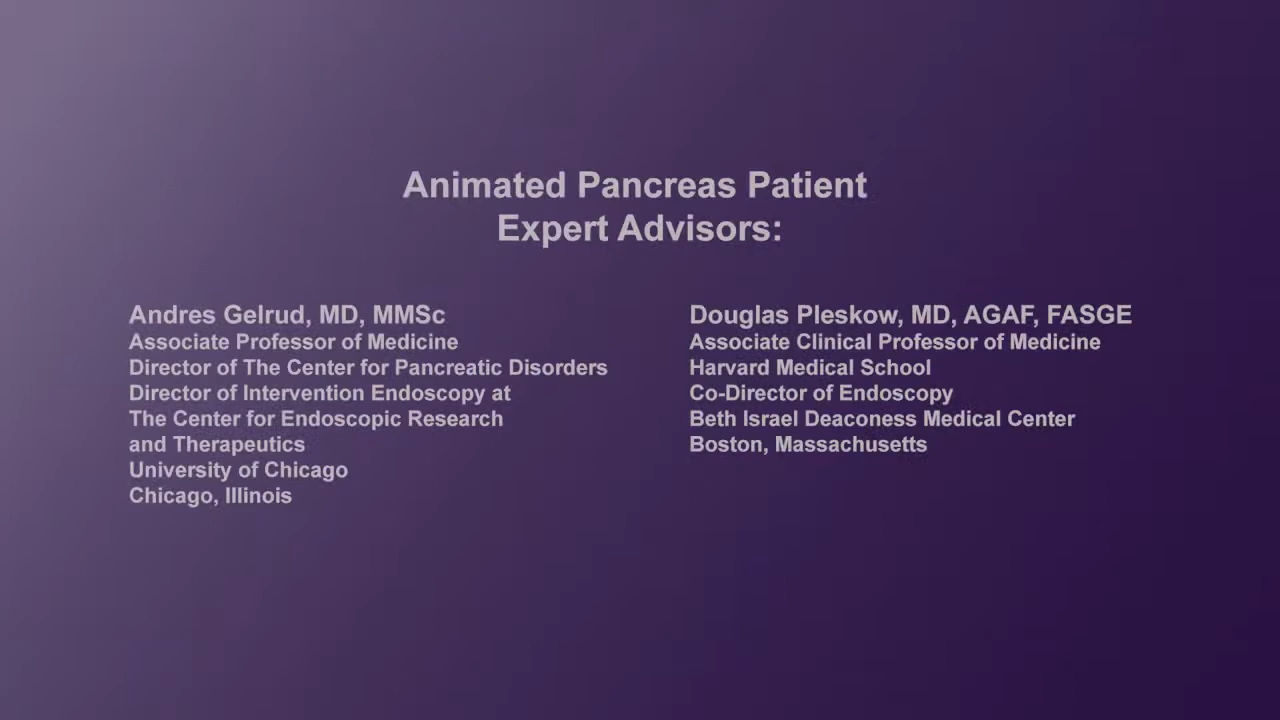 Animated Pancreas Patient
Expert Advisors:
Andres Gelrud, MD, MMSc
Associate Professor of Medicine
Director of The Center for Pancreatic Disorders
Director of Intervention Endoscopy at
The Center for Endoscopic Research
and Therapeutics
University of Chicago
Chicago, Illinois
Douglas Pleskow, MD, AGAF, FASGE
Associate Clinical Professor of Medicine
Harvard Medical School
Co-Director of Endoscopy
Beth Israel Deaconess Medical Center
Boston, Massachusetts